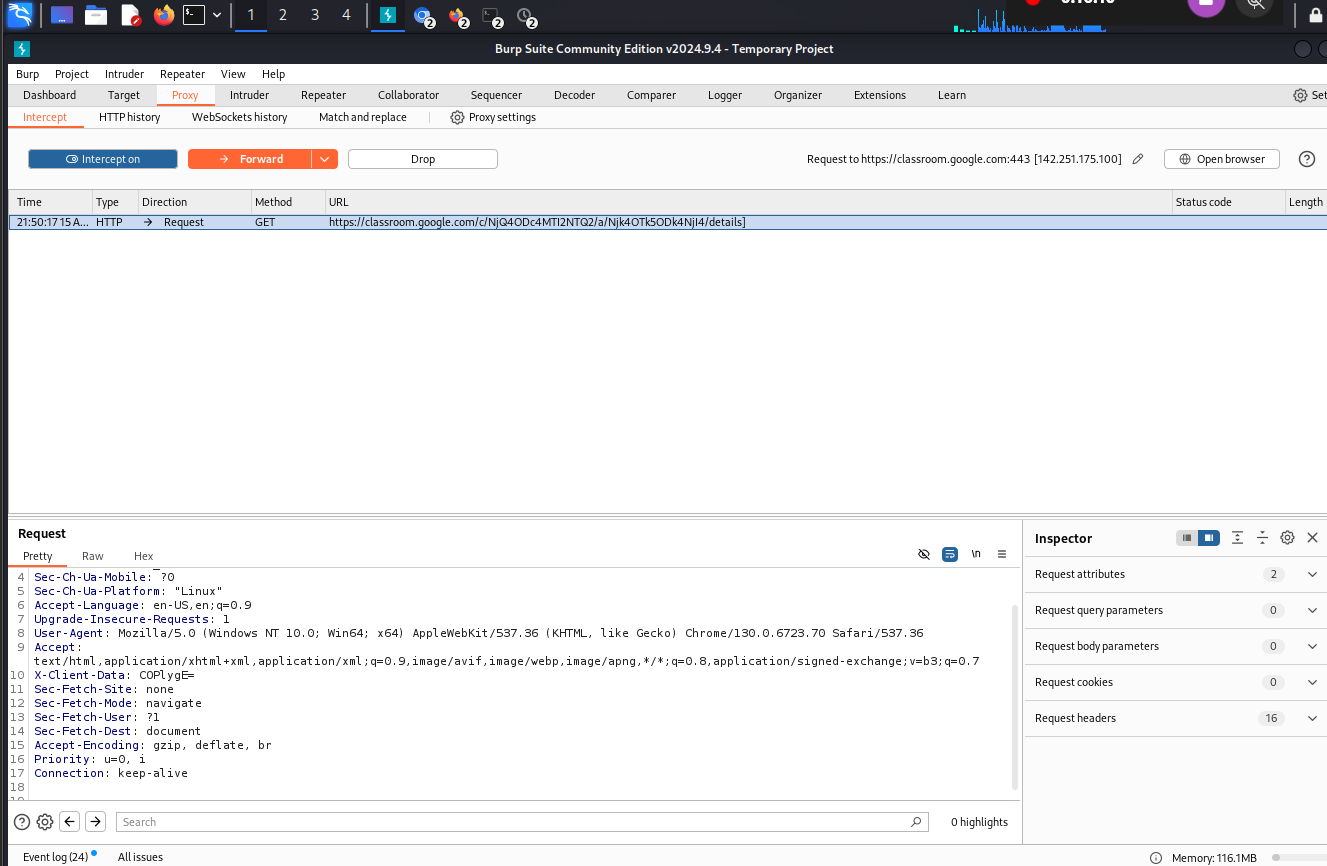 1 2 3 4 2 2 2 2
Burp Suite Community Edition v2024.9.4 - Temporary Project
Burp Project Intruder Repeater View Help
Dashboard Target Proxy Intruder Repeater Collaborator Sequencer Decoder Comparer Logger Organizer Extensions Learn Set
Intercept HTTP history WebSockets history Match and replace Proxy settings
Intercept on → Forward Drop Request to https://classroom.google.com:443 [142.251.175.100] Open browser ?
Time Type Direction Method URL Status code Length
21:50:17 15 A... HTTP → Request GET https://classroom.google.com/c/NjQ4ODc4MTI2NTQ2/a/Njk4OTk5ODk4NjI4/details]
Request
Pretty Raw Hex \n
Inspector
4 Sec-Ch-Ua-Mobile: ?0
5 Sec-Ch-Ua-Platform: "Linux"
6 Accept-Language: en-US,en;q=0.9
7 Upgrade-Insecure-Requests: 1
8 User-Agent: Mozilla/5.0 (Windows NT 10.0; Win64; x64) AppleWebKit/537.36 (KHTML, like Gecko) Chrome/130.0.6723.70 Safari/537.36
9 Accept:
text/html,application/xhtml+xml,application/xml;q=0.9,image/avif,image/webp,image/apng,*/*;q=0.8,application/signed-exchange;v=b3;q=0.7
10 X-Client-Data: COPlygE=
11 Sec-Fetch-Site: none
12 Sec-Fetch-Mode: navigate
13 Sec-Fetch-User: ?1
14 Sec-Fetch-Dest: document
15 Accept-Encoding: gzip, deflate, br
16 Priority: u=0, i
17 Connection: keep-alive
18
Request attributes 2
Request query parameters 0
Request body parameters 0
Request cookies 0
Request headers 16
? Search 0 highlights
Event log (24) All issues Memory: 116.1MB